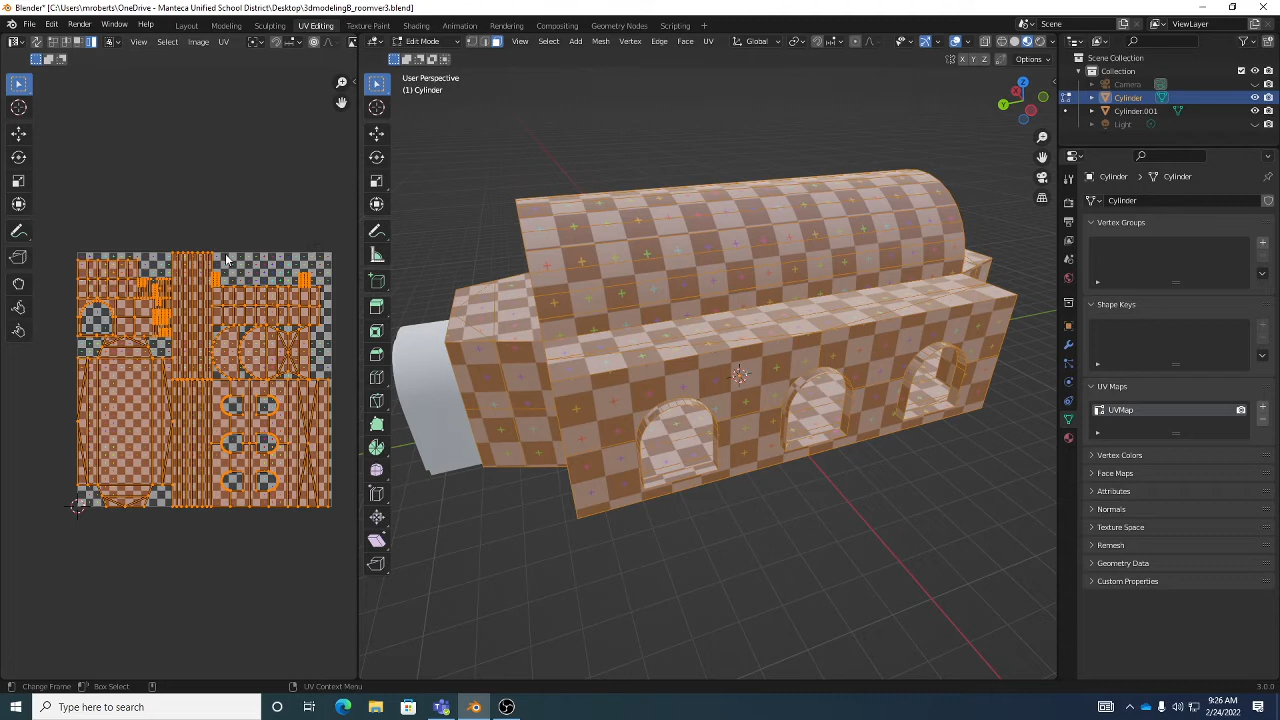 Blender* [C:\Users\mroberts\OneDrive - Manteca Unified School District\Desktop\3dmodeling8_roomver3.blend]
File Edit Render Window Help Layout Modeling Sculpting UV Editing Texture Paint Shading Animation Rendering Compositing Geometry Nodes Scripting + Scene ViewLayer
View Select Image UV Edit Mode View Select Add Mesh Vertex Edge Face UV Global
X Y Z Options
User Perspective
(1) Cylinder
Scene Collection
Collection
Camera
Cylinder
Cylinder.001
Light
Cylinder Cylinder
Cylinder
Vertex Groups
Shape Keys
UV Maps
UVMap
Vertex Colors
Face Maps
Attributes
Normals
Texture Space
Remesh
Geometry Data
Custom Properties
Z
Y
X
Change Frame Box Select UV Context Menu 3.0.0
Type here to search
9:26 AM
2/24/2022